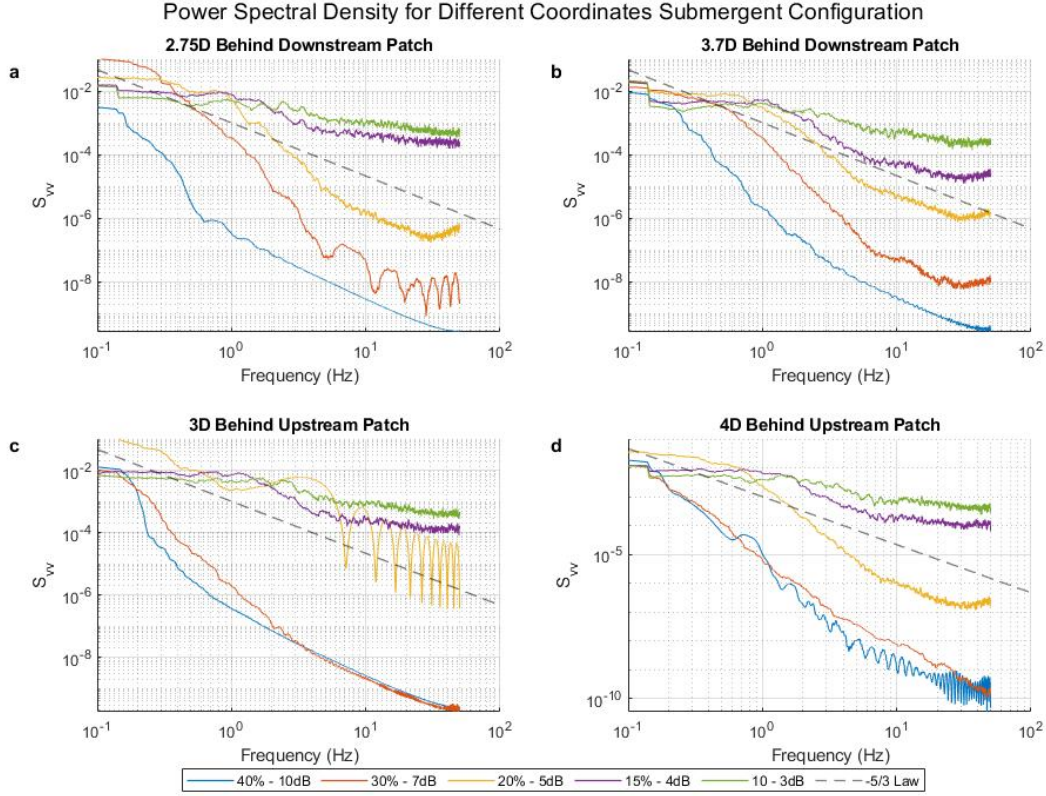 Power Spectral Density for Different Coordinates Submergent Configuration
a
2.75D Behind Downstream Patch
10^-2
10^-4
10^-6
10^-8
S_vv
10^-1 10^0 10^1 10^2
Frequency (Hz)
b
3.7D Behind Downstream Patch
10^-2
10^-4
10^-6
10^-8
S_vv
10^-1 10^0 10^1 10^2
Frequency (Hz)
c
3D Behind Upstream Patch
10^-2
10^-4
10^-6
10^-8
S_vv
10^-1 10^0 10^1 10^2
Frequency (Hz)
d
4D Behind Upstream Patch
10^-5
10^-10
S_vv
10^-1 10^0 10^1 10^2
Frequency (Hz)
40% - 10dB 30% - 7dB 20% - 5dB 15% - 4dB 10 - 3dB -5/3 Law